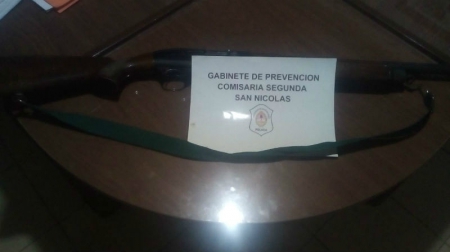 GABINETE DE PREVENCION
COMISARIA SEGUNDA
SAN NICOLAS